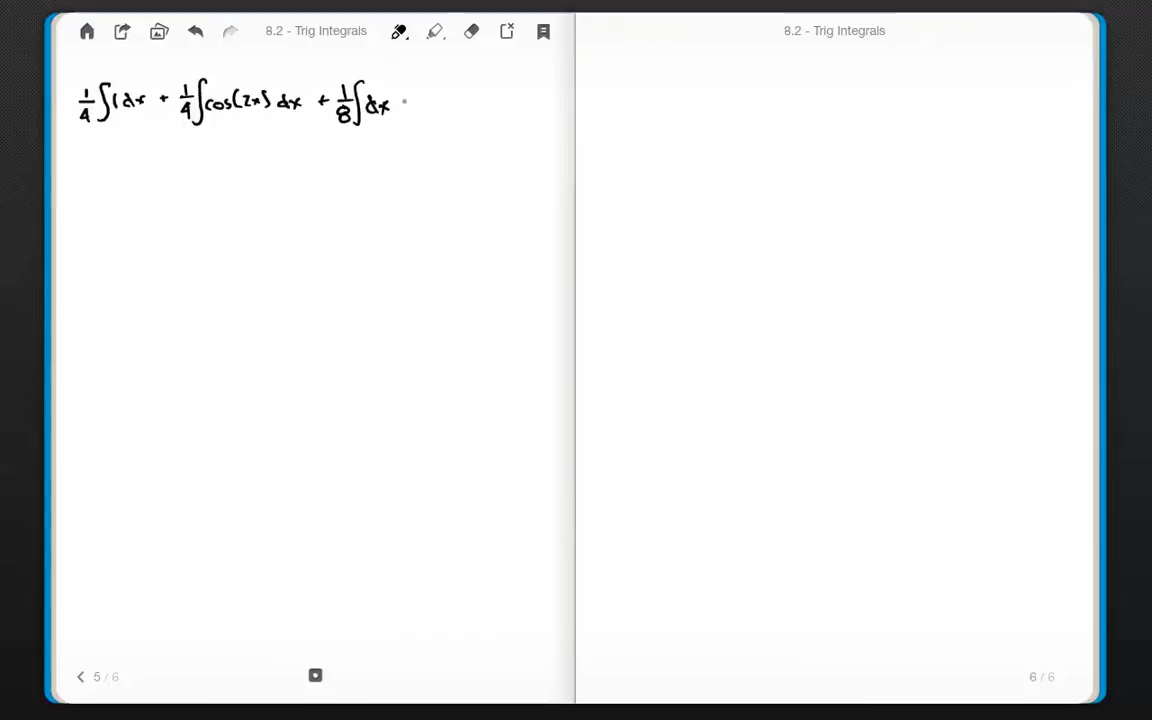 8.2 - Trig Integrals
8.2 - Trig Integrals
1/4 ∫ 1 dx + 1/4 ∫ cos(2x) dx + 1/8 ∫ dx
5 / 6
6 / 6